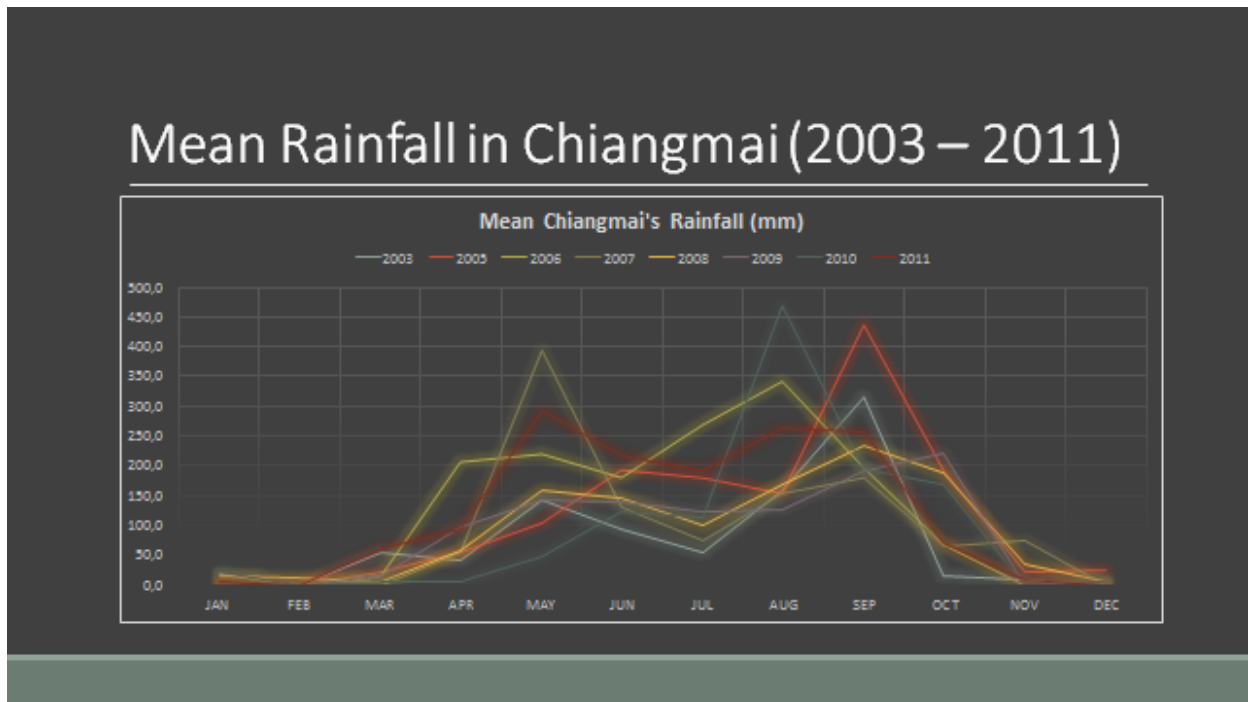 Mean Rainfall in Chiangmai (2003 – 2011)
Mean Chiangmai's Rainfall (mm)
2003 2005 2006 2007 2008 2009 2010 2011
500,0
450,0
400,0
350,0
300,0
250,0
200,0
150,0
100,0
50,0
0,0
JAN FEB MAR APR MAY JUN JUL AUG SEP OCT NOV DEC